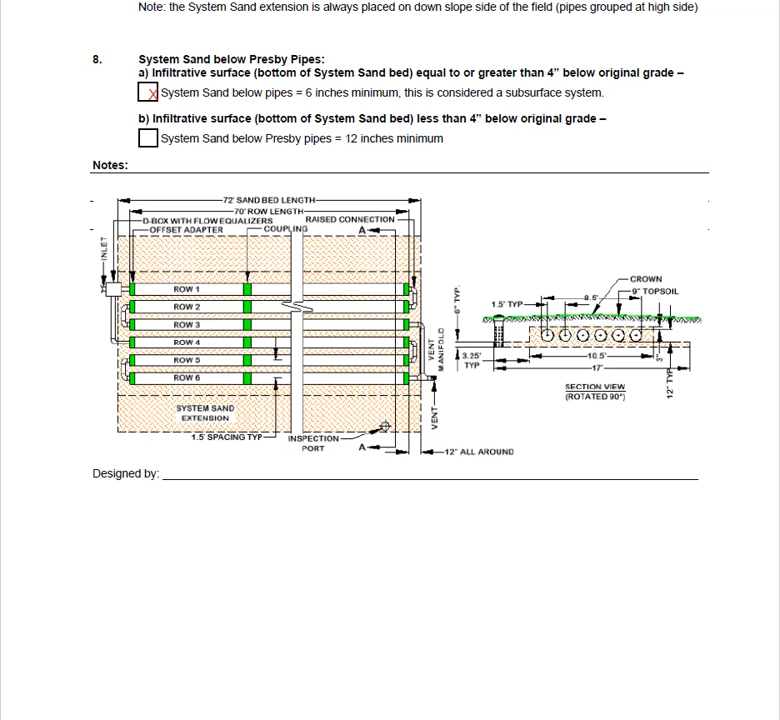 Note: the System Sand extension is always placed on down slope side of the field (pipes grouped at high side)
8. System Sand below Presby Pipes:
a) Infiltrative surface (bottom of System Sand bed) equal to or greater than 4” below original grade –
X System Sand below pipes = 6 inches minimum, this is considered a subsurface system.
b) Infiltrative surface (bottom of System Sand bed) less than 4” below original grade –
System Sand below Presby pipes = 12 inches minimum
Notes:
72' SAND BED LENGTH
70' ROW LENGTH
D-BOX WITH FLOW EQUALIZERS
RAISED CONNECTION
OFFSET ADAPTER
COUPLING
A
INLET
ROW 1
ROW 2
ROW 3
ROW 4
ROW 5
ROW 6
VENT MANIFOLD
VENT
SYSTEM SAND
EXTENSION
1.5' SPACING TYP
INSPECTION
PORT
A
12" ALL AROUND
6" TYP.
CROWN
9" TOPSOIL
8.5'
1.5' TYP
3.25'
TYP
10.5'
17'
3"
12" TYP
SECTION VIEW
(ROTATED 90°)
Designed by: